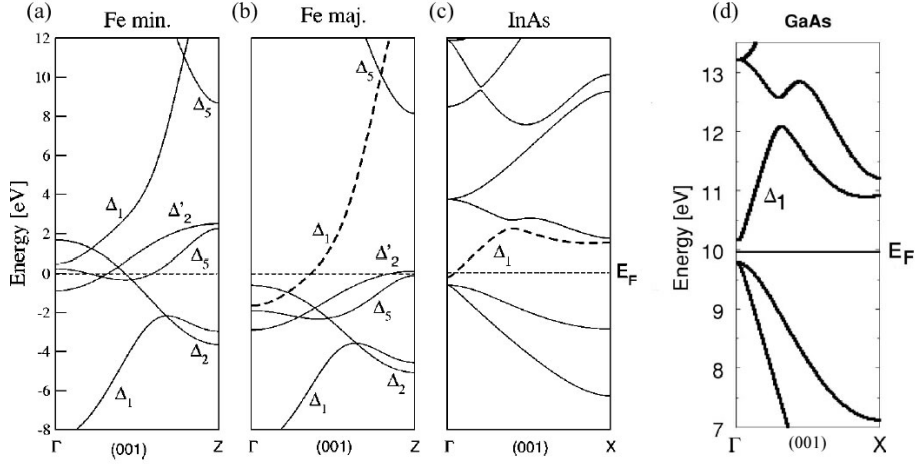 (a) Fe min.
12
10
8
6
4
2
0
-2
-4
-6
-8
Energy [eV]
Δ5
Δ1
Δ'2
Δ5
Δ2
Δ1
Γ (001) Z
(b) Fe maj.
Δ5
Δ1
Δ'2
Δ5
Δ2
Δ1
Γ (001) Z
(c) InAs
Δ1
EF
Γ (001) X
(d) GaAs
13
12
11
10
9
8
7
Energy [eV]
Δ1
EF
Γ (001) X